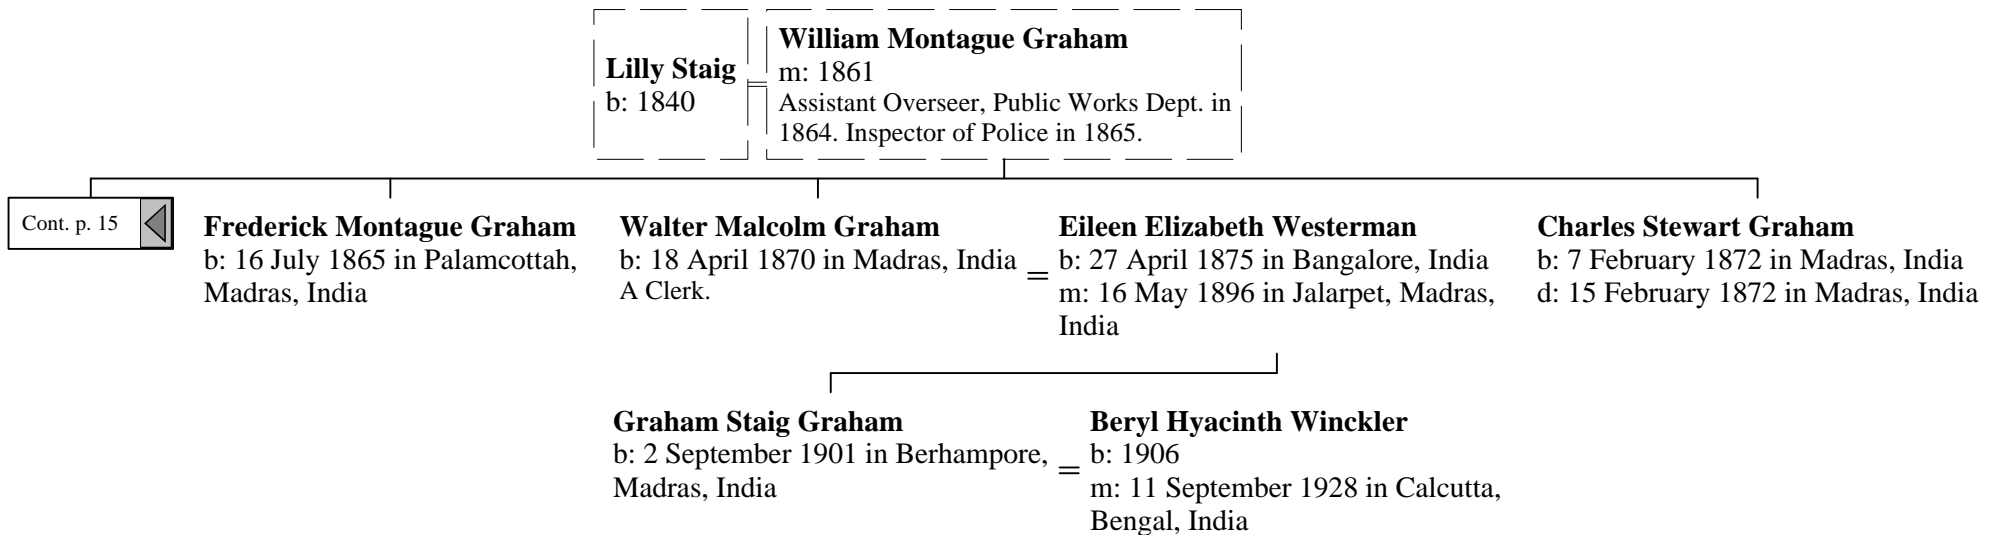 Lilly Staig
b: 1840
=
William Montague Graham
m: 1861
Assistant Overseer, Public Works Dept. in
1864. Inspector of Police in 1865.
Cont. p. 15
Frederick Montague Graham
b: 16 July 1865 in Palamcottah,
Madras, India
Walter Malcolm Graham
b: 18 April 1870 in Madras, India
A Clerk.
=
Eileen Elizabeth Westerman
b: 27 April 1875 in Bangalore, India
m: 16 May 1896 in Jalarpet, Madras,
India
Charles Stewart Graham
b: 7 February 1872 in Madras, India
d: 15 February 1872 in Madras, India
Graham Staig Graham
b: 2 September 1901 in Berhampore,
Madras, India
=
Beryl Hyacinth Winckler
b: 1906
m: 11 September 1928 in Calcutta,
Bengal, India